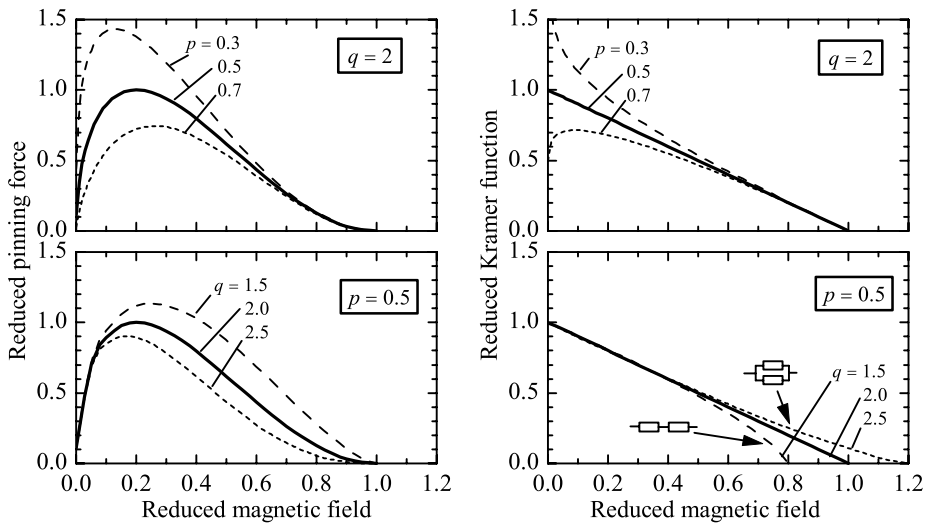 Reduced pinning force
1.5
1.0
0.5
0.0
p = 0.3
0.5
0.7
q = 2
1.5
1.0
0.5
0.0
q = 1.5
2.0
2.5
p = 0.5
0.0 0.2 0.4 0.6 0.8 1.0 1.2
Reduced magnetic field
Reduced Kramer function
1.5
1.0
0.5
0.0
p = 0.3
0.5
0.7
q = 2
1.5
1.0
0.5
0.0
p = 0.5
q = 1.5
2.0
2.5
0.0 0.2 0.4 0.6 0.8 1.0 1.2
Reduced magnetic field